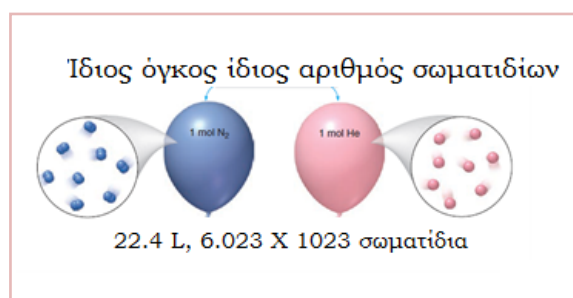 Ίδιος όγκος ίδιος αριθμός σωματιδίων
1 mol N₂
1 mol He
22.4 L, 6.023 X 1023 σωματίδια